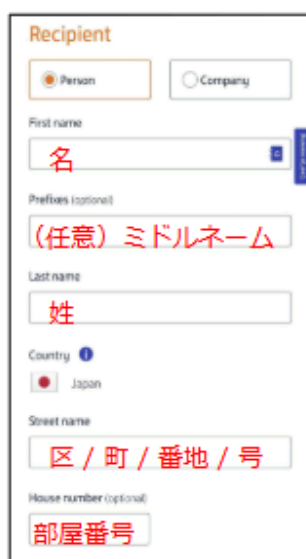 Recipient
Person
Company
First name
名
Prefixes (optional)
(任意) ミドルネーム
Last name
姓
Country
Japan
Street name
区 / 町 / 番地 / 号
House number (optional)
部屋番号